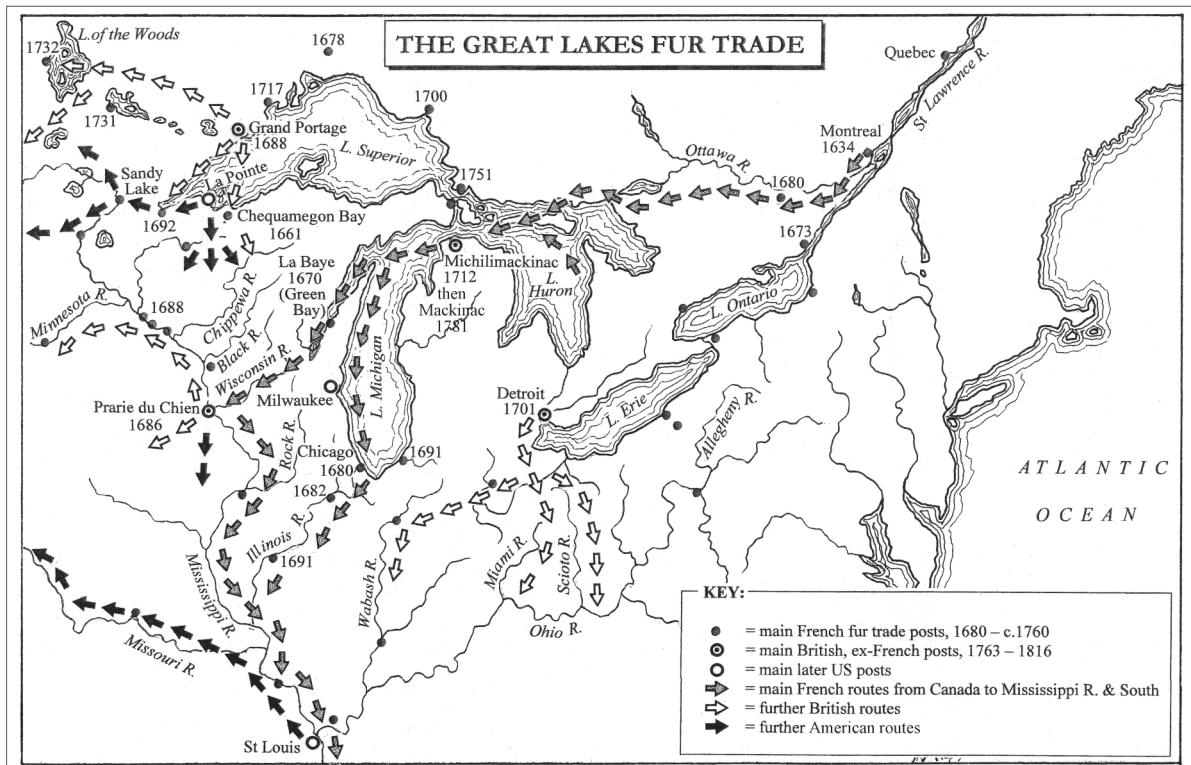 THE GREAT LAKES FUR TRADE
L. of the Woods
1732
1678
Quebec
St Lawrence R.
1717
1700
1731
Grand Portage
1688
L. Superior
Montreal
1634
Ottawa R.
Sandy
Lake
La Pointe
1751
1680
1692
Chequamegon Bay
1661
1673
La Baye
1670
(Green
Bay)
Michilimackinac
1712
then
Mackinac
1781
L.
Huron
L. Ontario
Minnesota R.
1688
Chippewa R.
Black R.
Wisconsin R.
L. Michigan
Milwaukee
Prarie du Chien
1686
Detroit
1701
L. Erie
Allegheny R.
Rock R.
Chicago
1680
1691
1682
ATLANTIC
OCEAN
Illinois R.
1691
Mississippi R.
Wabash R.
Miami R.
Scioto R.
Ohio R.
Missouri R.
St Louis
KEY:
= main French fur trade posts, 1680 – c.1760
= main British, ex-French posts, 1763 – 1816
= main later US posts
= main French routes from Canada to Mississippi R. & South
= further British routes
= further American routes